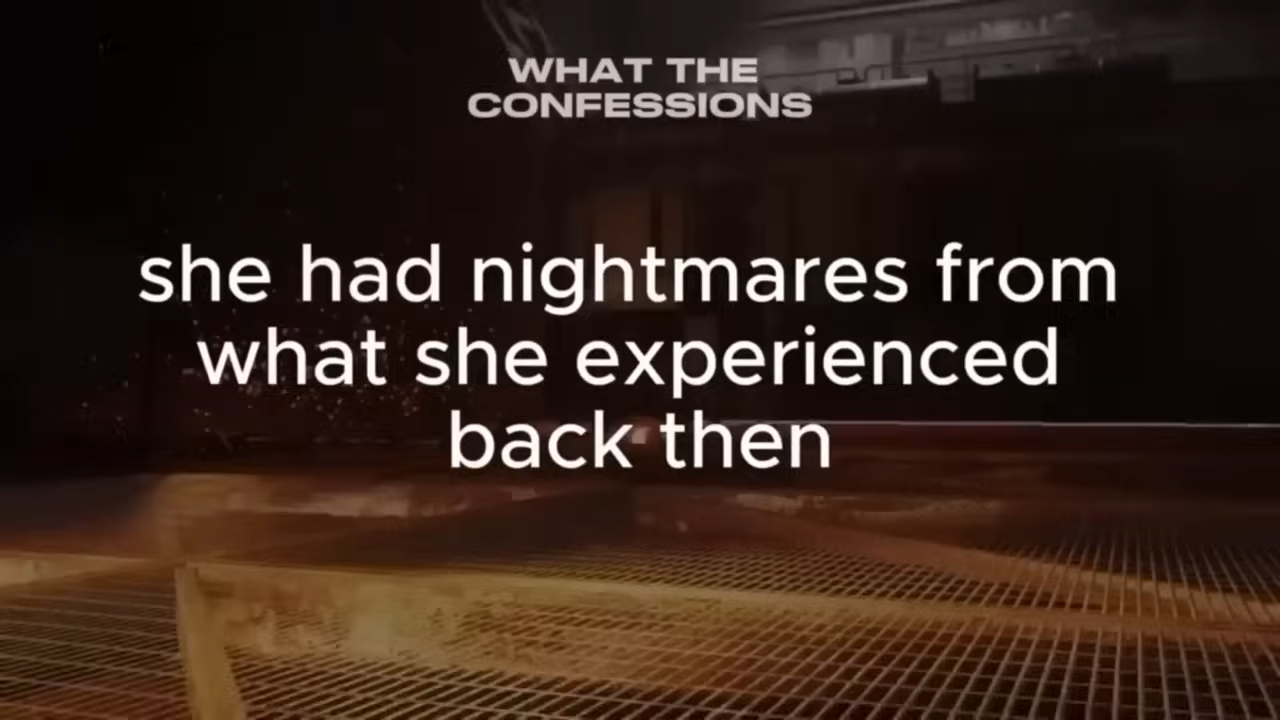 WHAT THE
CONFESSIONS
she had nightmares from
what she experienced
back then